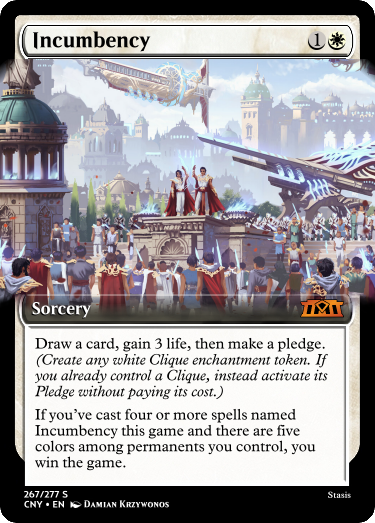 Incumbency
1
Sorcery
Draw a card, gain 3 life, then make a pledge.
(Create any white Clique enchantment token. If
you already control a Clique, instead activate its
Pledge without paying its cost.)
If you've cast four or more spells named
Incumbency this game and there are five
colors among permanents you control, you
win the game.
267/277 S
CNY • EN Damian Krzywonos
Stasis